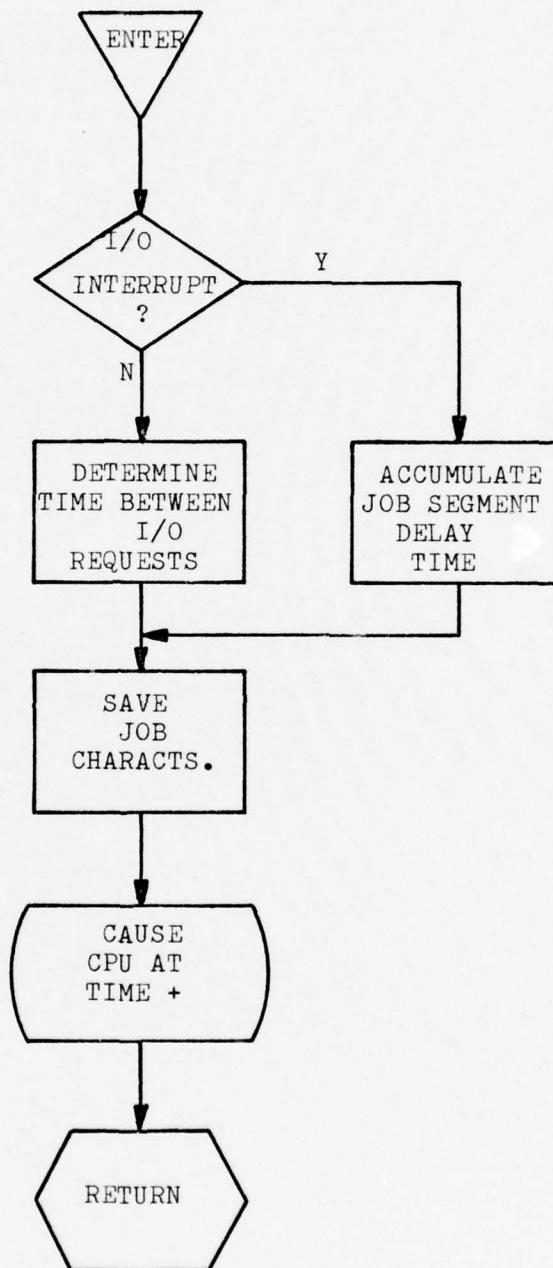 ENTER
I/O
INTERRUPT
?
Y
N
DETERMINE
TIME BETWEEN
I/O
REQUESTS
ACCUMULATE
JOB SEGMENT
DELAY
TIME
SAVE
JOB
CHARACTS.
CAUSE
CPU AT
TIME +
RETURN